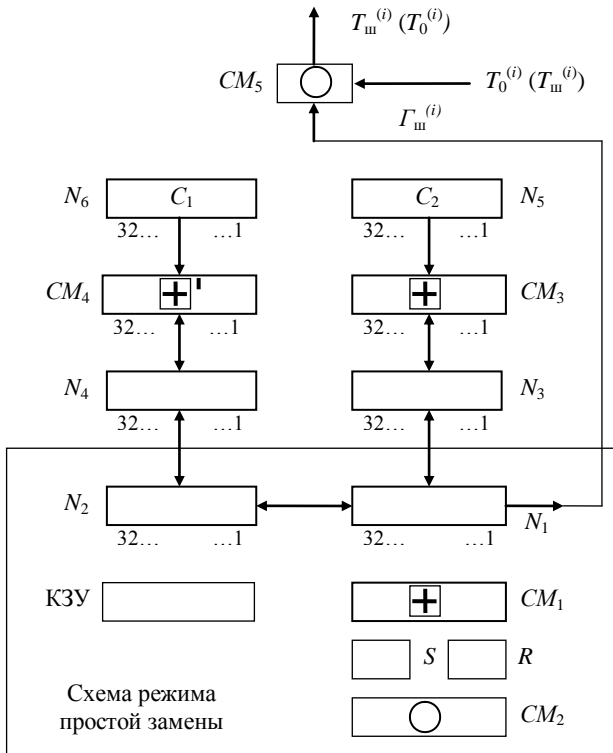 Tш(i) (T0(i))
CM5
T0(i) (Tш(i))
Гш(i)
N6 C1 C2 N5
32... ...1 32... ...1
CM4 +' + CM3
32... ...1 32... ...1
N4 N3
32... ...1 32... ...1
N2 N1
32... ...1 32... ...1
КЗУ + CM1
S R
Схема режима
простой замены
CM2